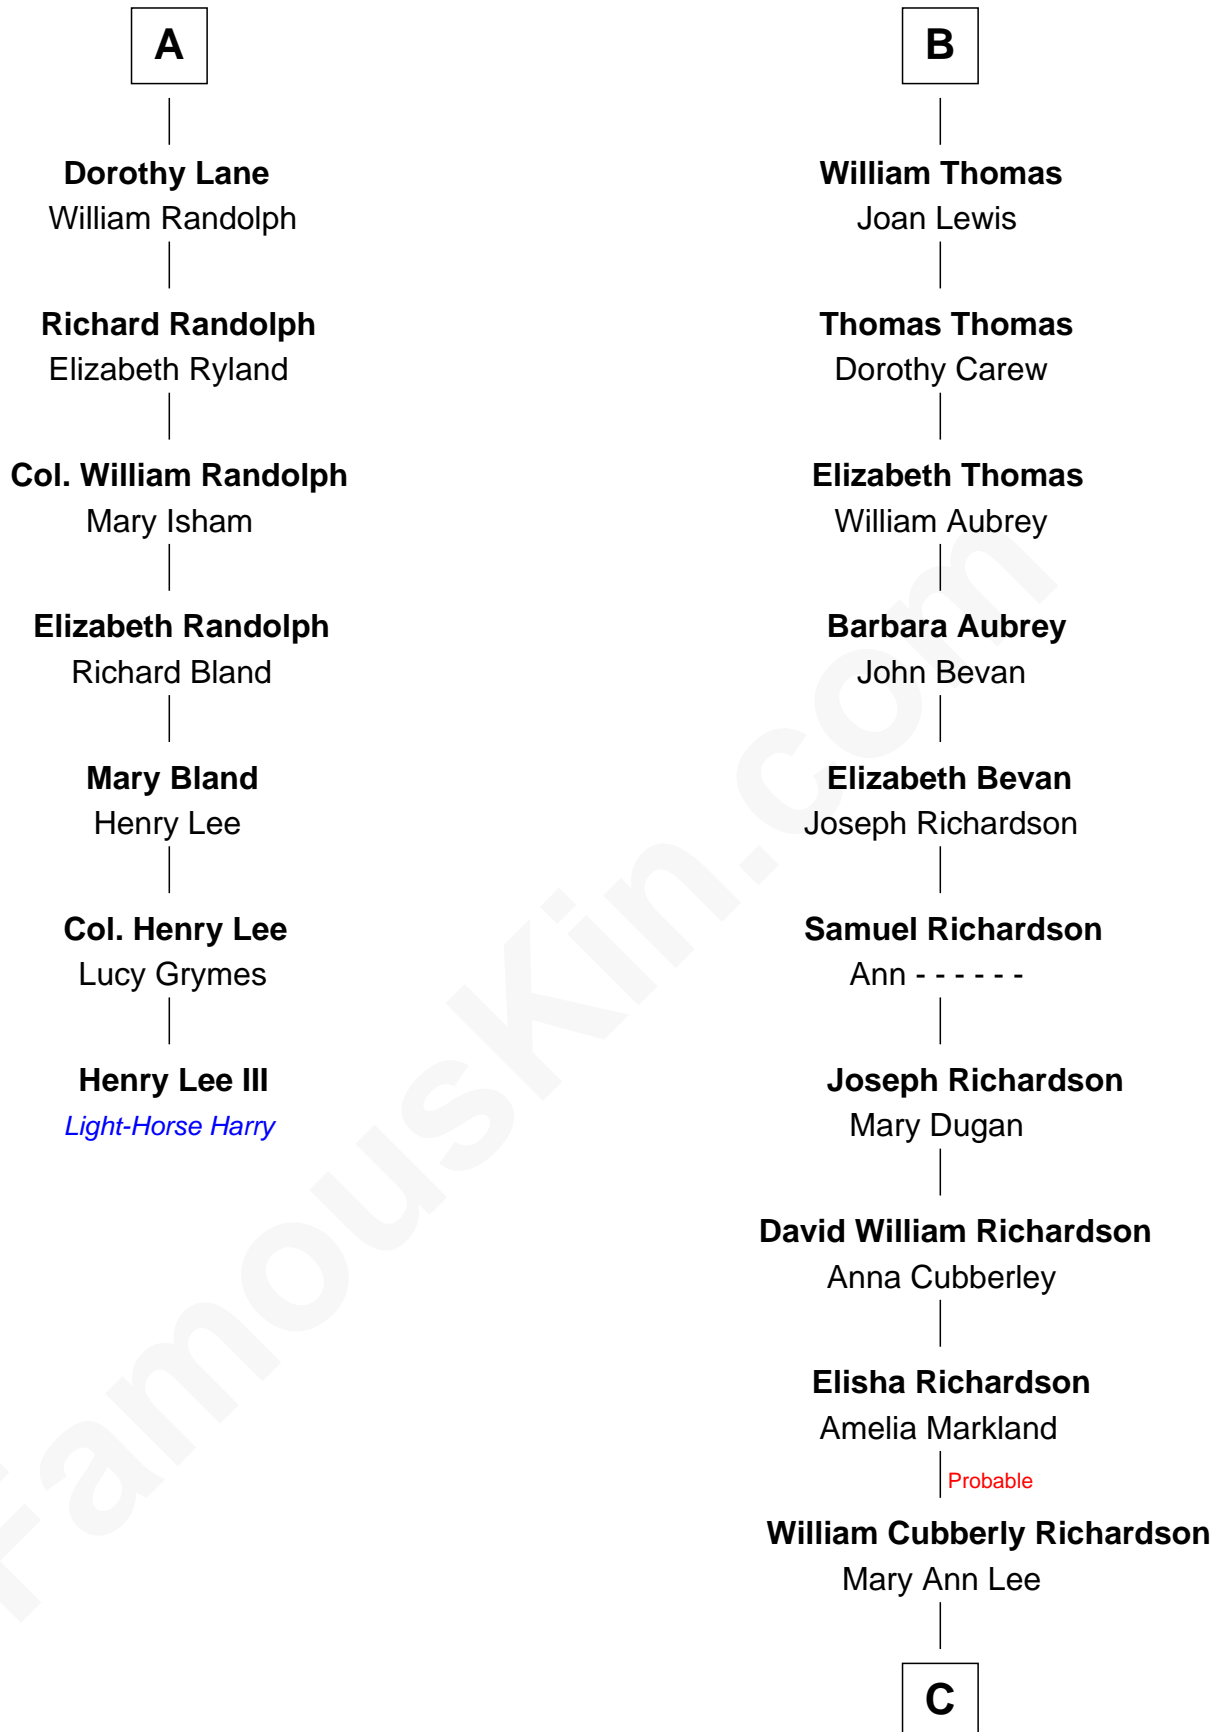 A
Dorothy Lane
William Randolph
Richard Randolph
Elizabeth Ryland
Col. William Randolph
Mary Isham
Elizabeth Randolph
Richard Bland
Mary Bland
Henry Lee
Col. Henry Lee
Lucy Grymes
Henry Lee III
Light-Horse Harry
B
William Thomas
Joan Lewis
Thomas Thomas
Dorothy Carew
Elizabeth Thomas
William Aubrey
Barbara Aubrey
John Bevan
Elizabeth Bevan
Joseph Richardson
Samuel Richardson
Ann - - - - - -
Joseph Richardson
Mary Dugan
David William Richardson
Anna Cubberley
Elisha Richardson
Amelia Markland
Probable
William Cubberly Richardson
Mary Ann Lee
C
FamousKin.com